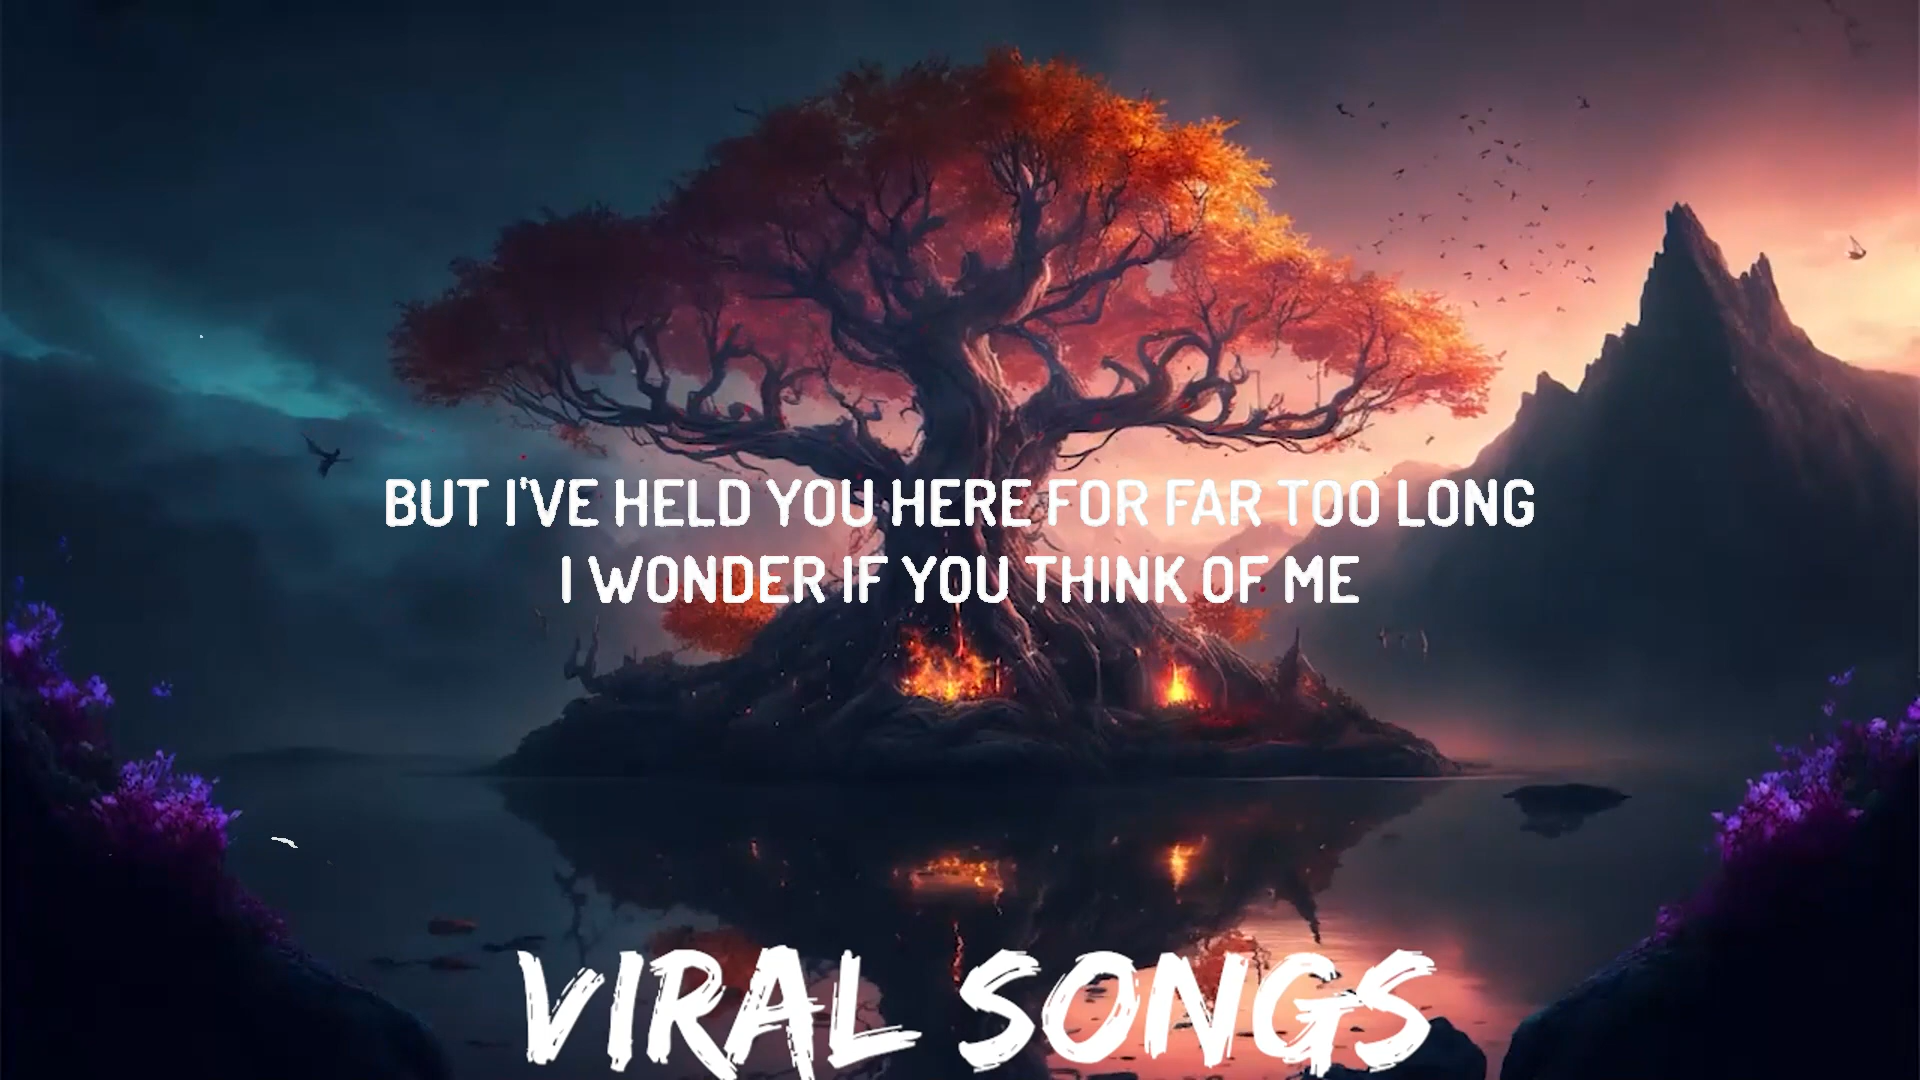 BUT I'VE HELD YOU HERE FOR FAR TOO LONG
I WONDER IF YOU THINK OF ME
VIRAL SONGS